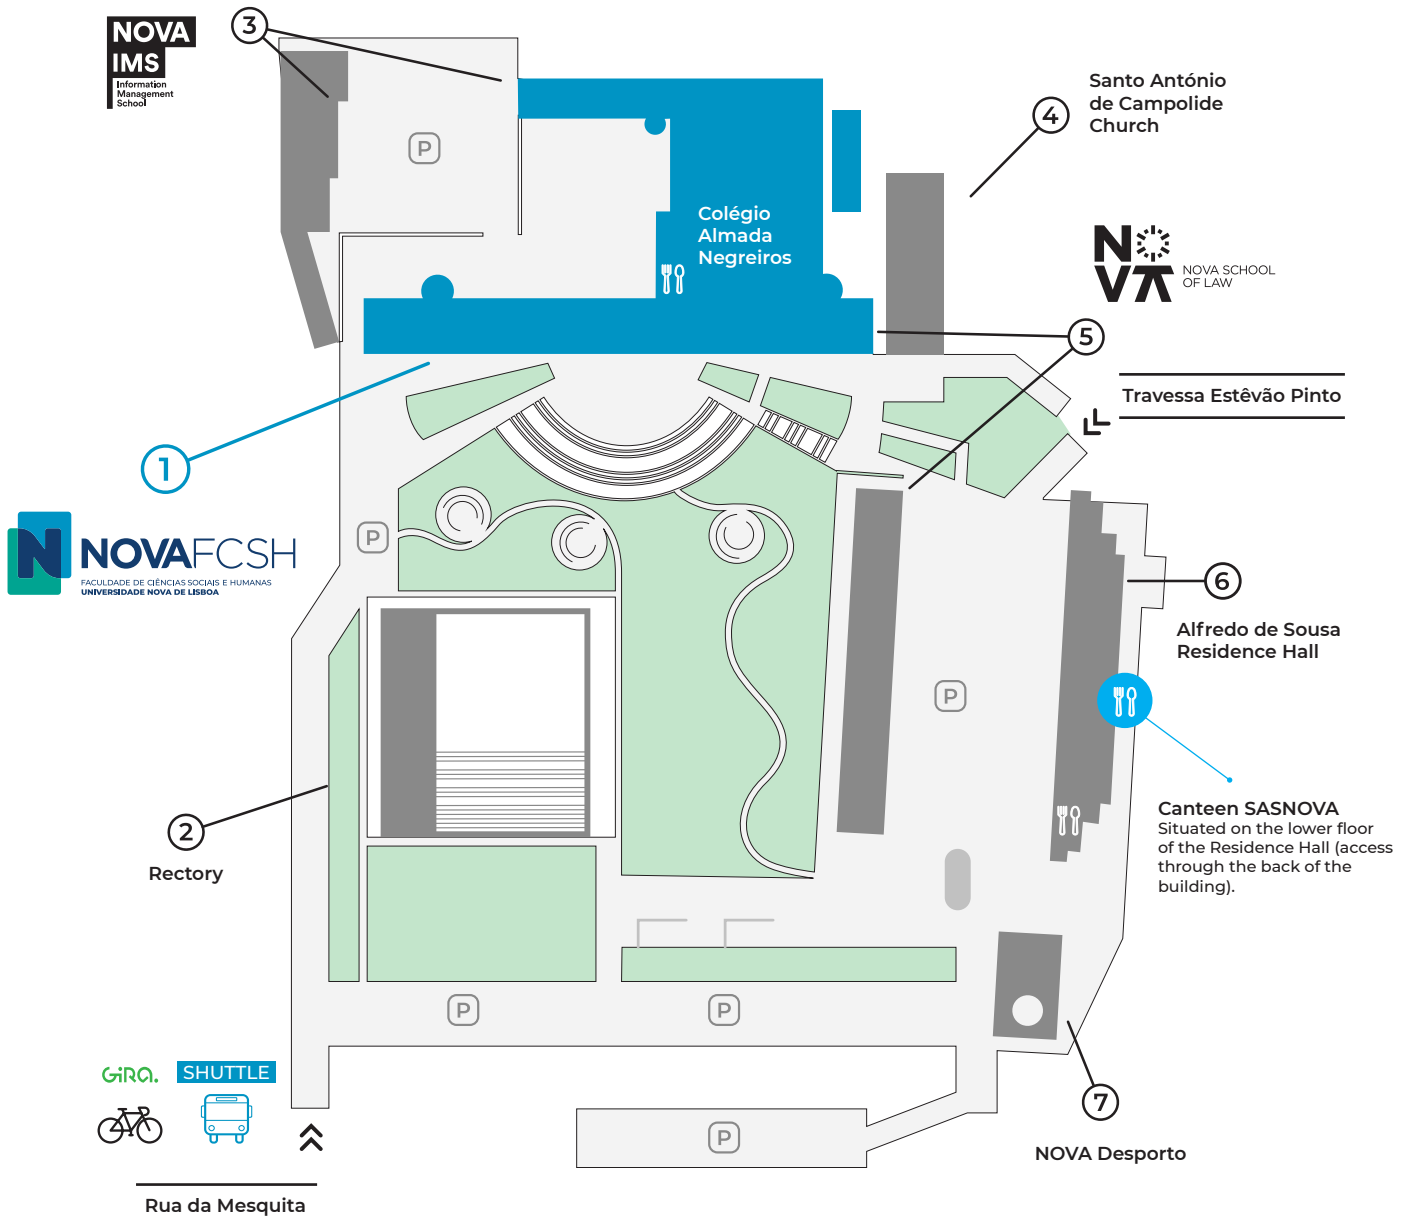 NOVA
IMS
Information
Management
School
3
P
Colégio
Almada
Negreiros
4
Santo António
de Campolide
Church
NOVA
NOVA SCHOOL
OF LAW
5
Travessa Estêvão Pinto
1
N NOVAFCSH
FACULDADE DE CIÊNCIAS SOCIAIS E HUMANAS
UNIVERSIDADE NOVA DE LISBOA
P
6
Alfredo de Sousa
Residence Hall
P
Canteen SASNOVA
Situated on the lower floor
of the Residence Hall (access
through the back of the
building).
2
Rectory
P
P
GIRA.
SHUTTLE
7
NOVA Desporto
P
Rua da Mesquita